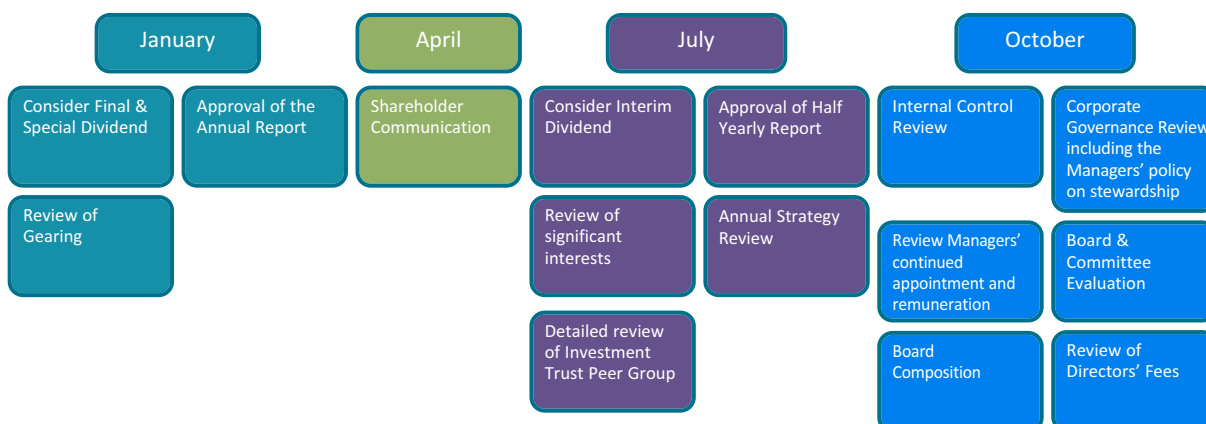 January
April
July
October
Consider Final &
Special Dividend
Approval of the
Annual Report
Shareholder
Communication
Consider Interim
Dividend
Approval of Half
Yearly Report
Internal Control
Review
Corporate
Governance Review
including the
Managers’ policy
on stewardship
Review of
Gearing
Review of
significant
interests
Annual Strategy
Review
Review Managers’
continued
appointment and
remuneration
Board &
Committee
Evaluation
Detailed review
of Investment
Trust Peer Group
Board
Composition
Review of
Directors’ Fees